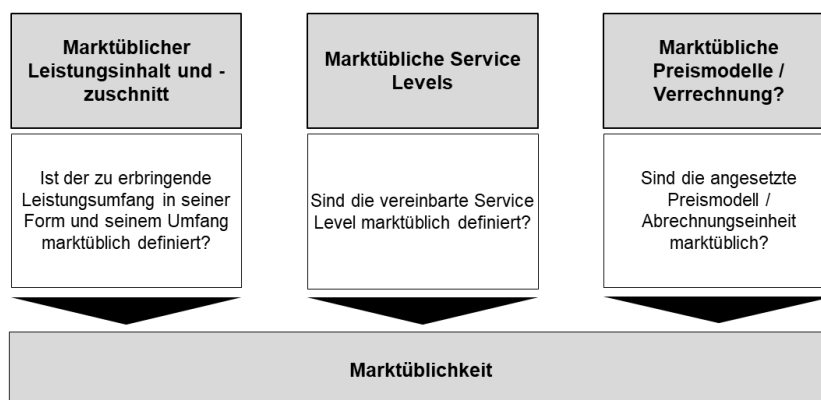 Marktüblicher
Leistungsinhalt und -
zuschnitt
Ist der zu erbringende
Leistungsumfang in seiner
Form und seinem Umfang
marktüblich definiert?
Marktübliche Service
Levels
Sind die vereinbarte Service
Level marktüblich definiert?
Marktübliche
Preismodelle /
Verrechnung?
Sind die angesetzte
Preismodell /
Abrechnungseinheit
marktüblich?
Marktüblichkeit